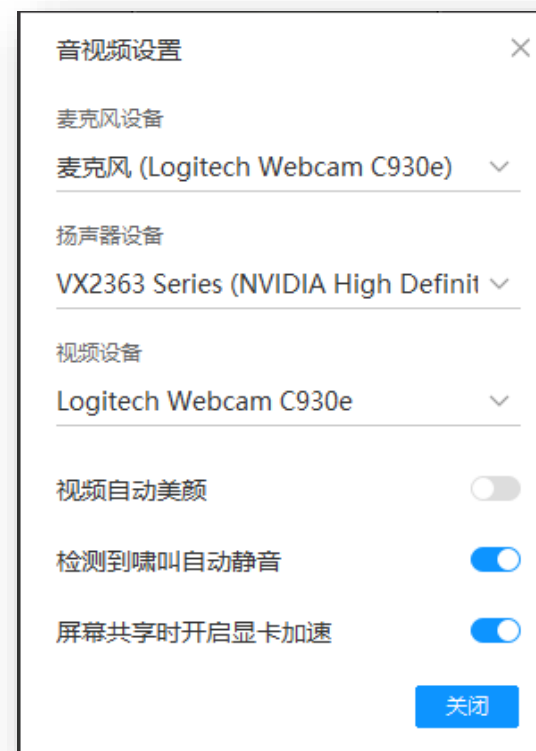 音视频设置
麦克风设备
麦克风 (Logitech Webcam C930e)
扬声器设备
VX2363 Series (NVIDIA High Definit
视频设备
Logitech Webcam C930e
视频自动美颜
检测到啸叫自动静音
屏幕共享时开启显卡加速
关闭